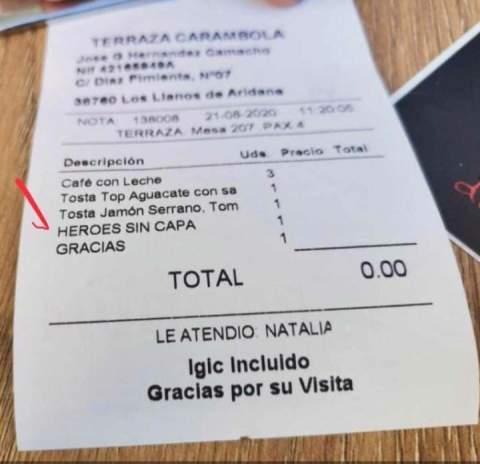 TERRAZA CARAMBOLA
Jose G Hernandez Camacho
Nif 42165849A
C/ Diaz Pimienta, Nº07
38760 Los Llanos de Aridane
NOTA: 138008 21-08-2020 11:20:05
TERRAZA Mesa 207 PAX 4
Descripción Uds. Precio Total
Café con Leche 3
Tosta Top Aguacate con sa 1
Tosta Jamón Serrano, Tom 1
HEROES SIN CAPA 1
GRACIAS 1
TOTAL 0.00
LE ATENDIO: NATALIA
Igic Incluido
Gracias por su Visita